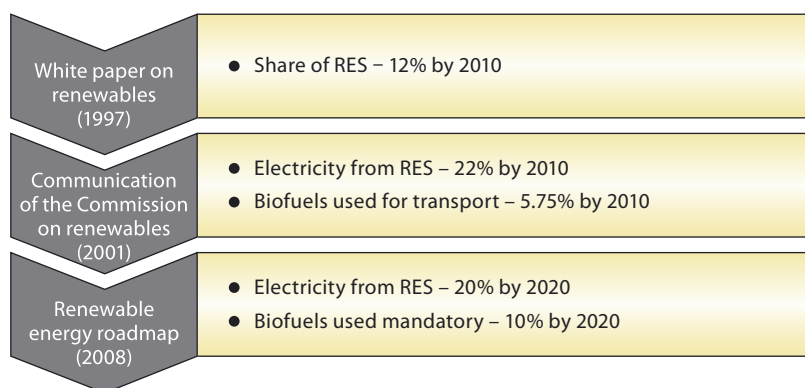 White paper on
renewables
(1997)
● Share of RES – 12% by 2010
Communication
of the Commission
on renewables
(2001)
● Electricity from RES – 22% by 2010
● Biofuels used for transport – 5.75% by 2010
Renewable
energy roadmap
(2008)
● Electricity from RES – 20% by 2020
● Biofuels used mandatory – 10% by 2020